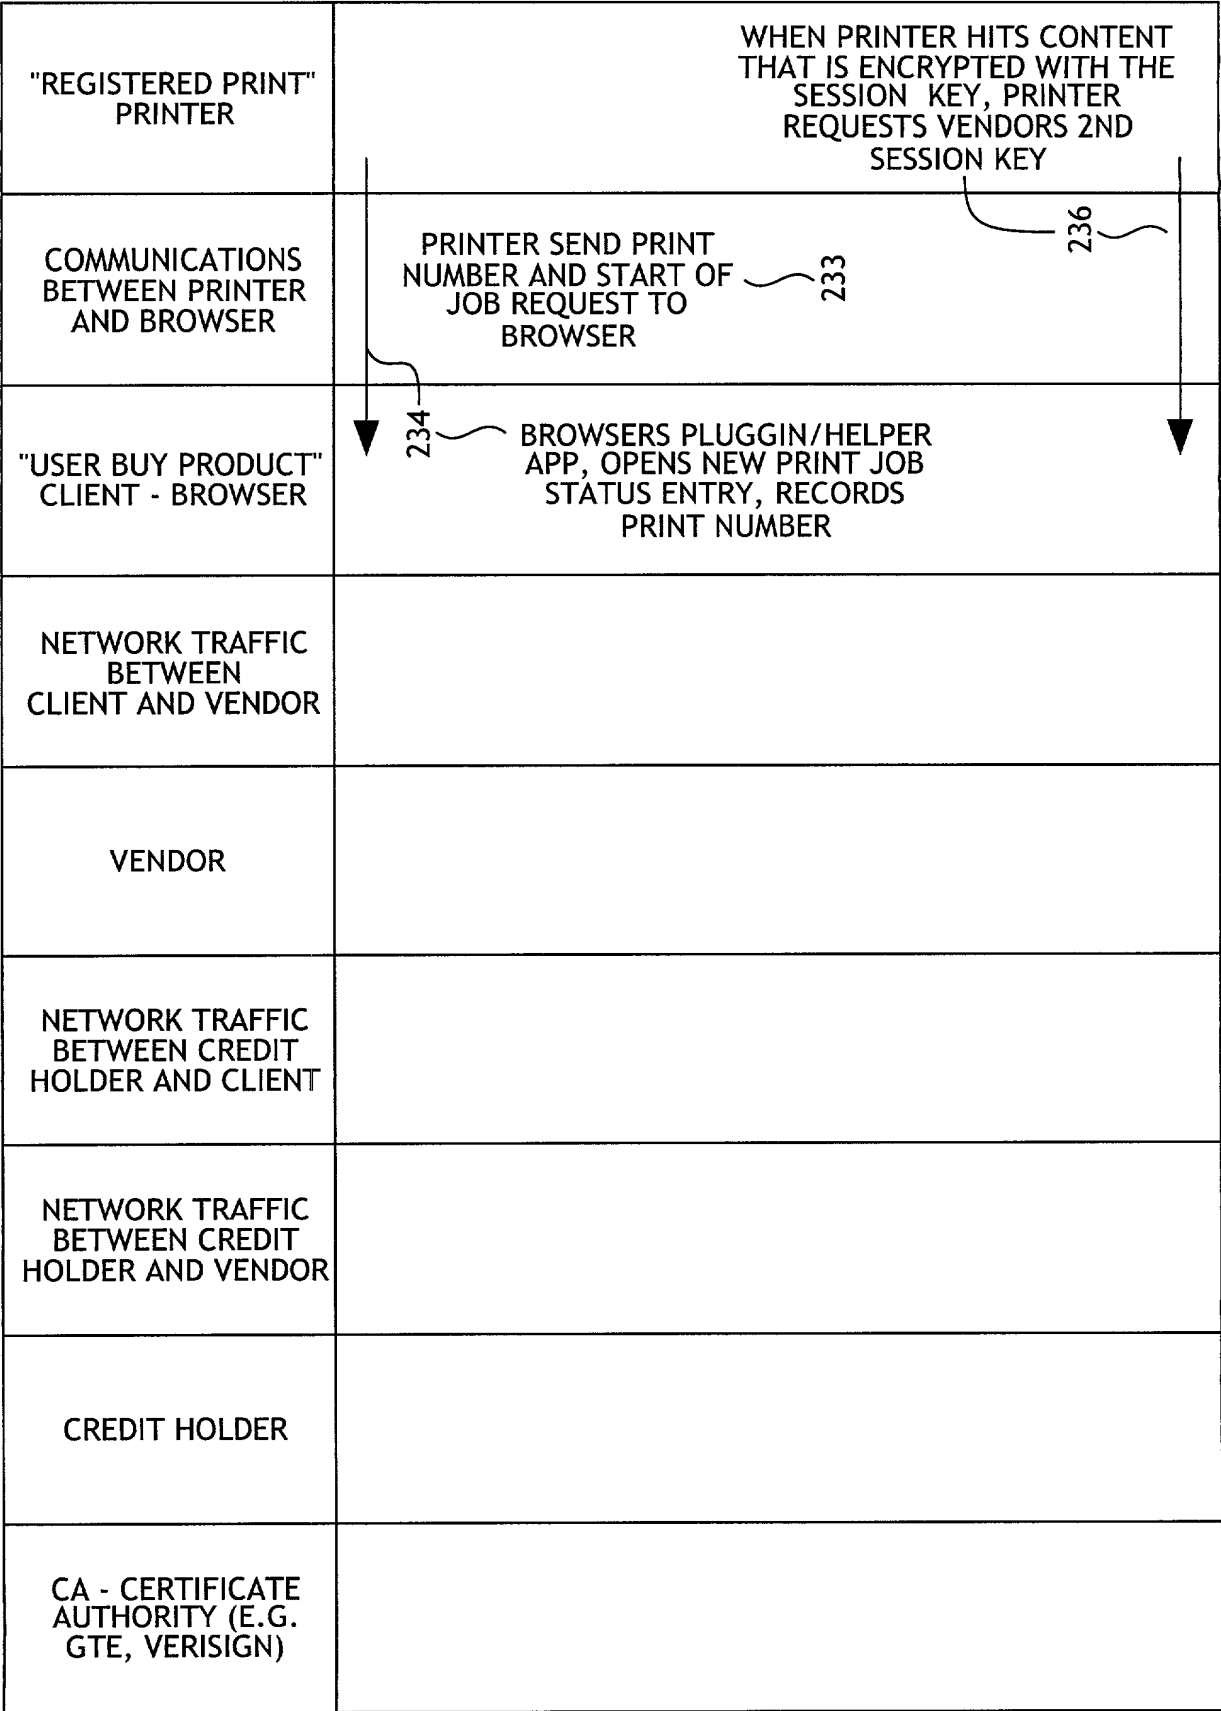 "REGISTERED PRINT"
PRINTER
WHEN PRINTER HITS CONTENT
THAT IS ENCRYPTED WITH THE
SESSION KEY, PRINTER
REQUESTS VENDORS 2ND
SESSION KEY
COMMUNICATIONS
BETWEEN PRINTER
AND BROWSER
PRINTER SEND PRINT
NUMBER AND START OF
JOB REQUEST TO
BROWSER
233
236
"USER BUY PRODUCT"
CLIENT - BROWSER
234
BROWSERS PLUGGIN/HELPER
APP, OPENS NEW PRINT JOB
STATUS ENTRY, RECORDS
PRINT NUMBER
NETWORK TRAFFIC
BETWEEN
CLIENT AND VENDOR
VENDOR
NETWORK TRAFFIC
BETWEEN CREDIT
HOLDER AND CLIENT
NETWORK TRAFFIC
BETWEEN CREDIT
HOLDER AND VENDOR
CREDIT HOLDER
CA - CERTIFICATE
AUTHORITY (E.G.
GTE, VERISIGN)